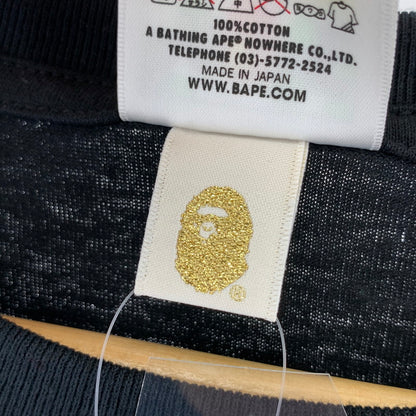 100%COTTON
A BATHING APE® NOWHERE CO.,LTD.
TELEPHONE (03)-5772-2524
MADE IN JAPAN
WWW.BAPE.COM
®